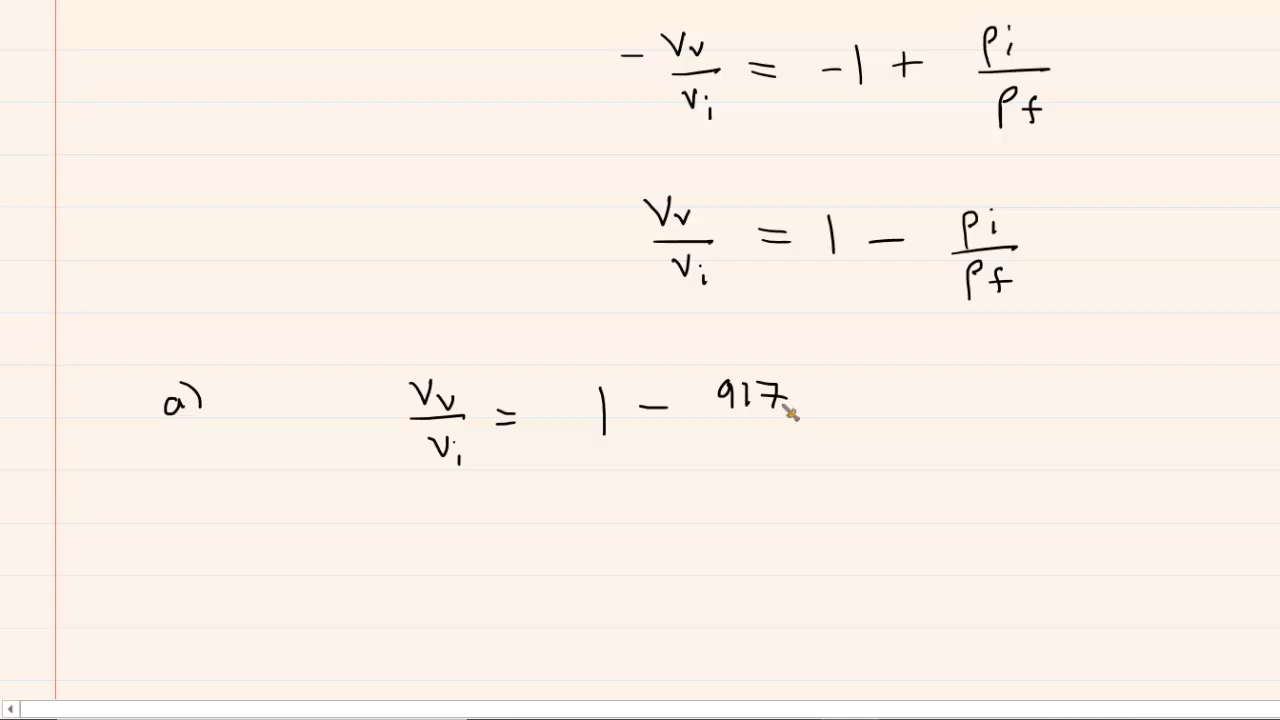 - Vv/Vi = -1 + ρi/ρf
Vv/Vi = 1 - ρi/ρf
a) Vv/Vi = 1 - 917